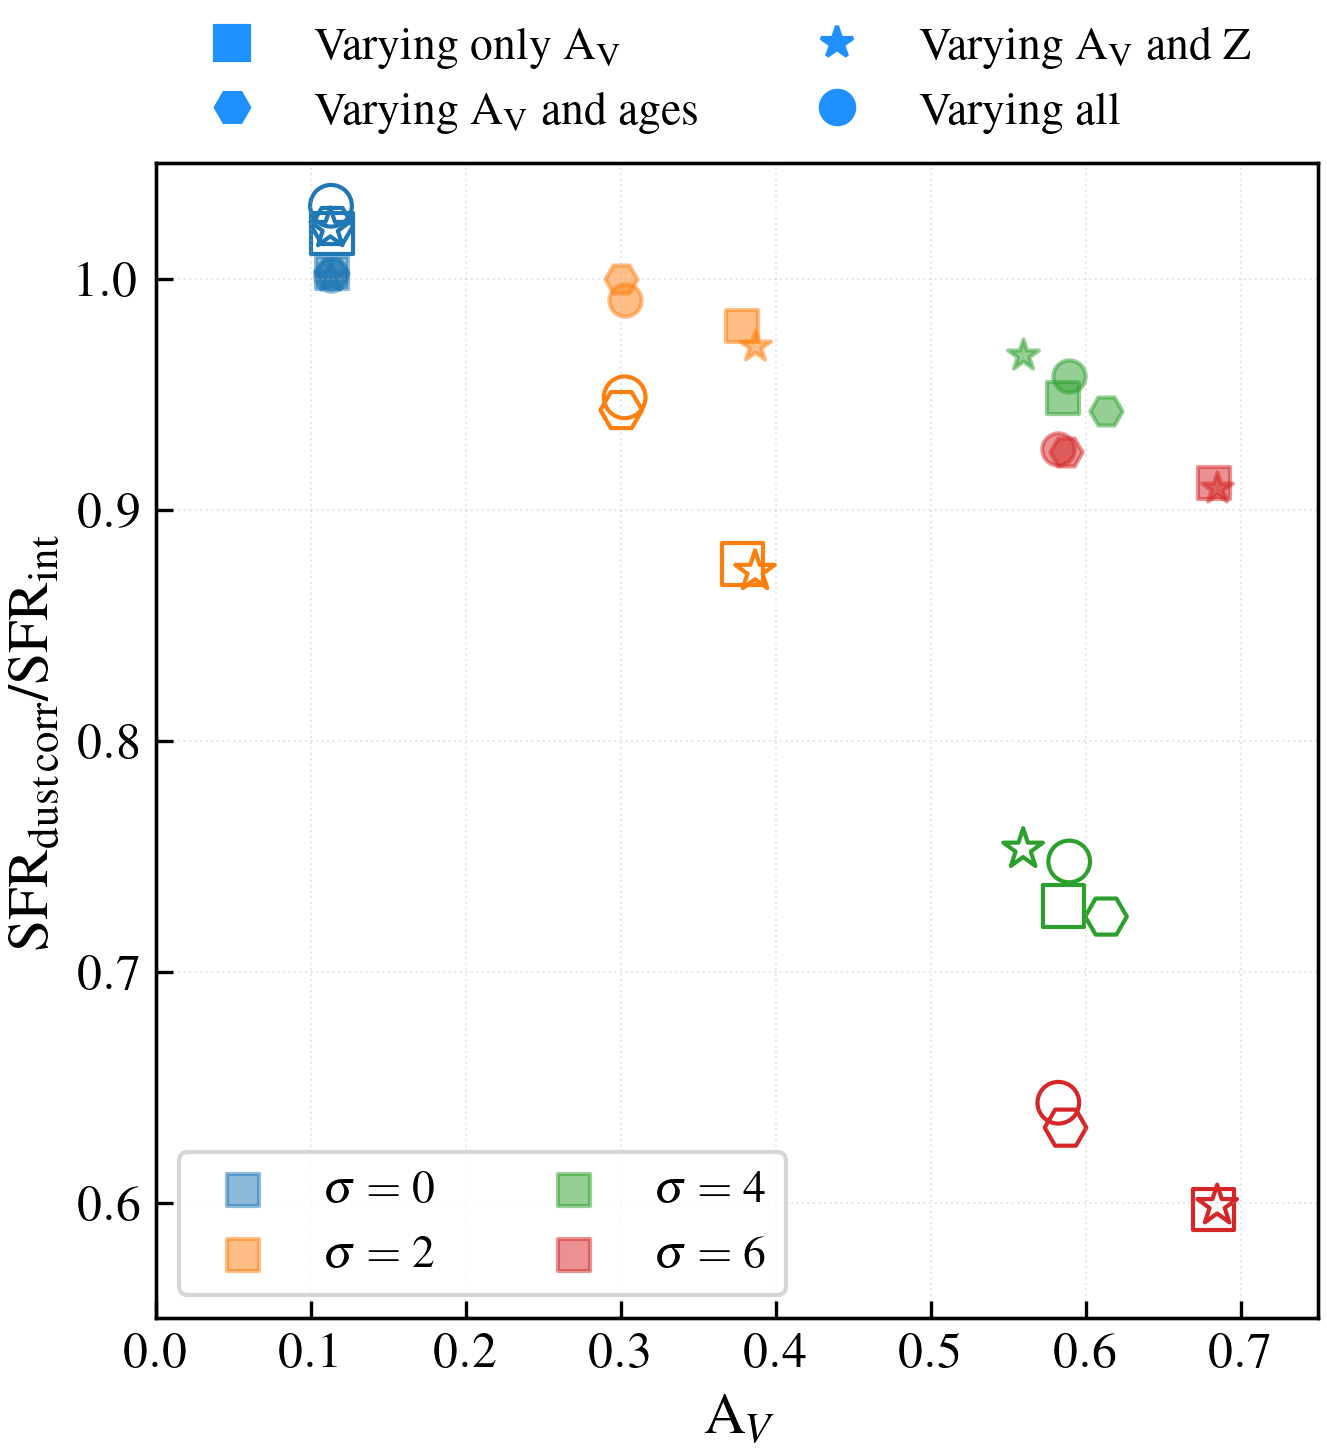 Varying only A_V
Varying A_V and Z
Varying A_V and ages
Varying all
SFR_dustcorr/SFR_int
1.0
0.9
0.8
0.7
0.6
σ = 0
σ = 4
σ = 2
σ = 6
0.0 0.1 0.2 0.3 0.4 0.5 0.6 0.7
A_V